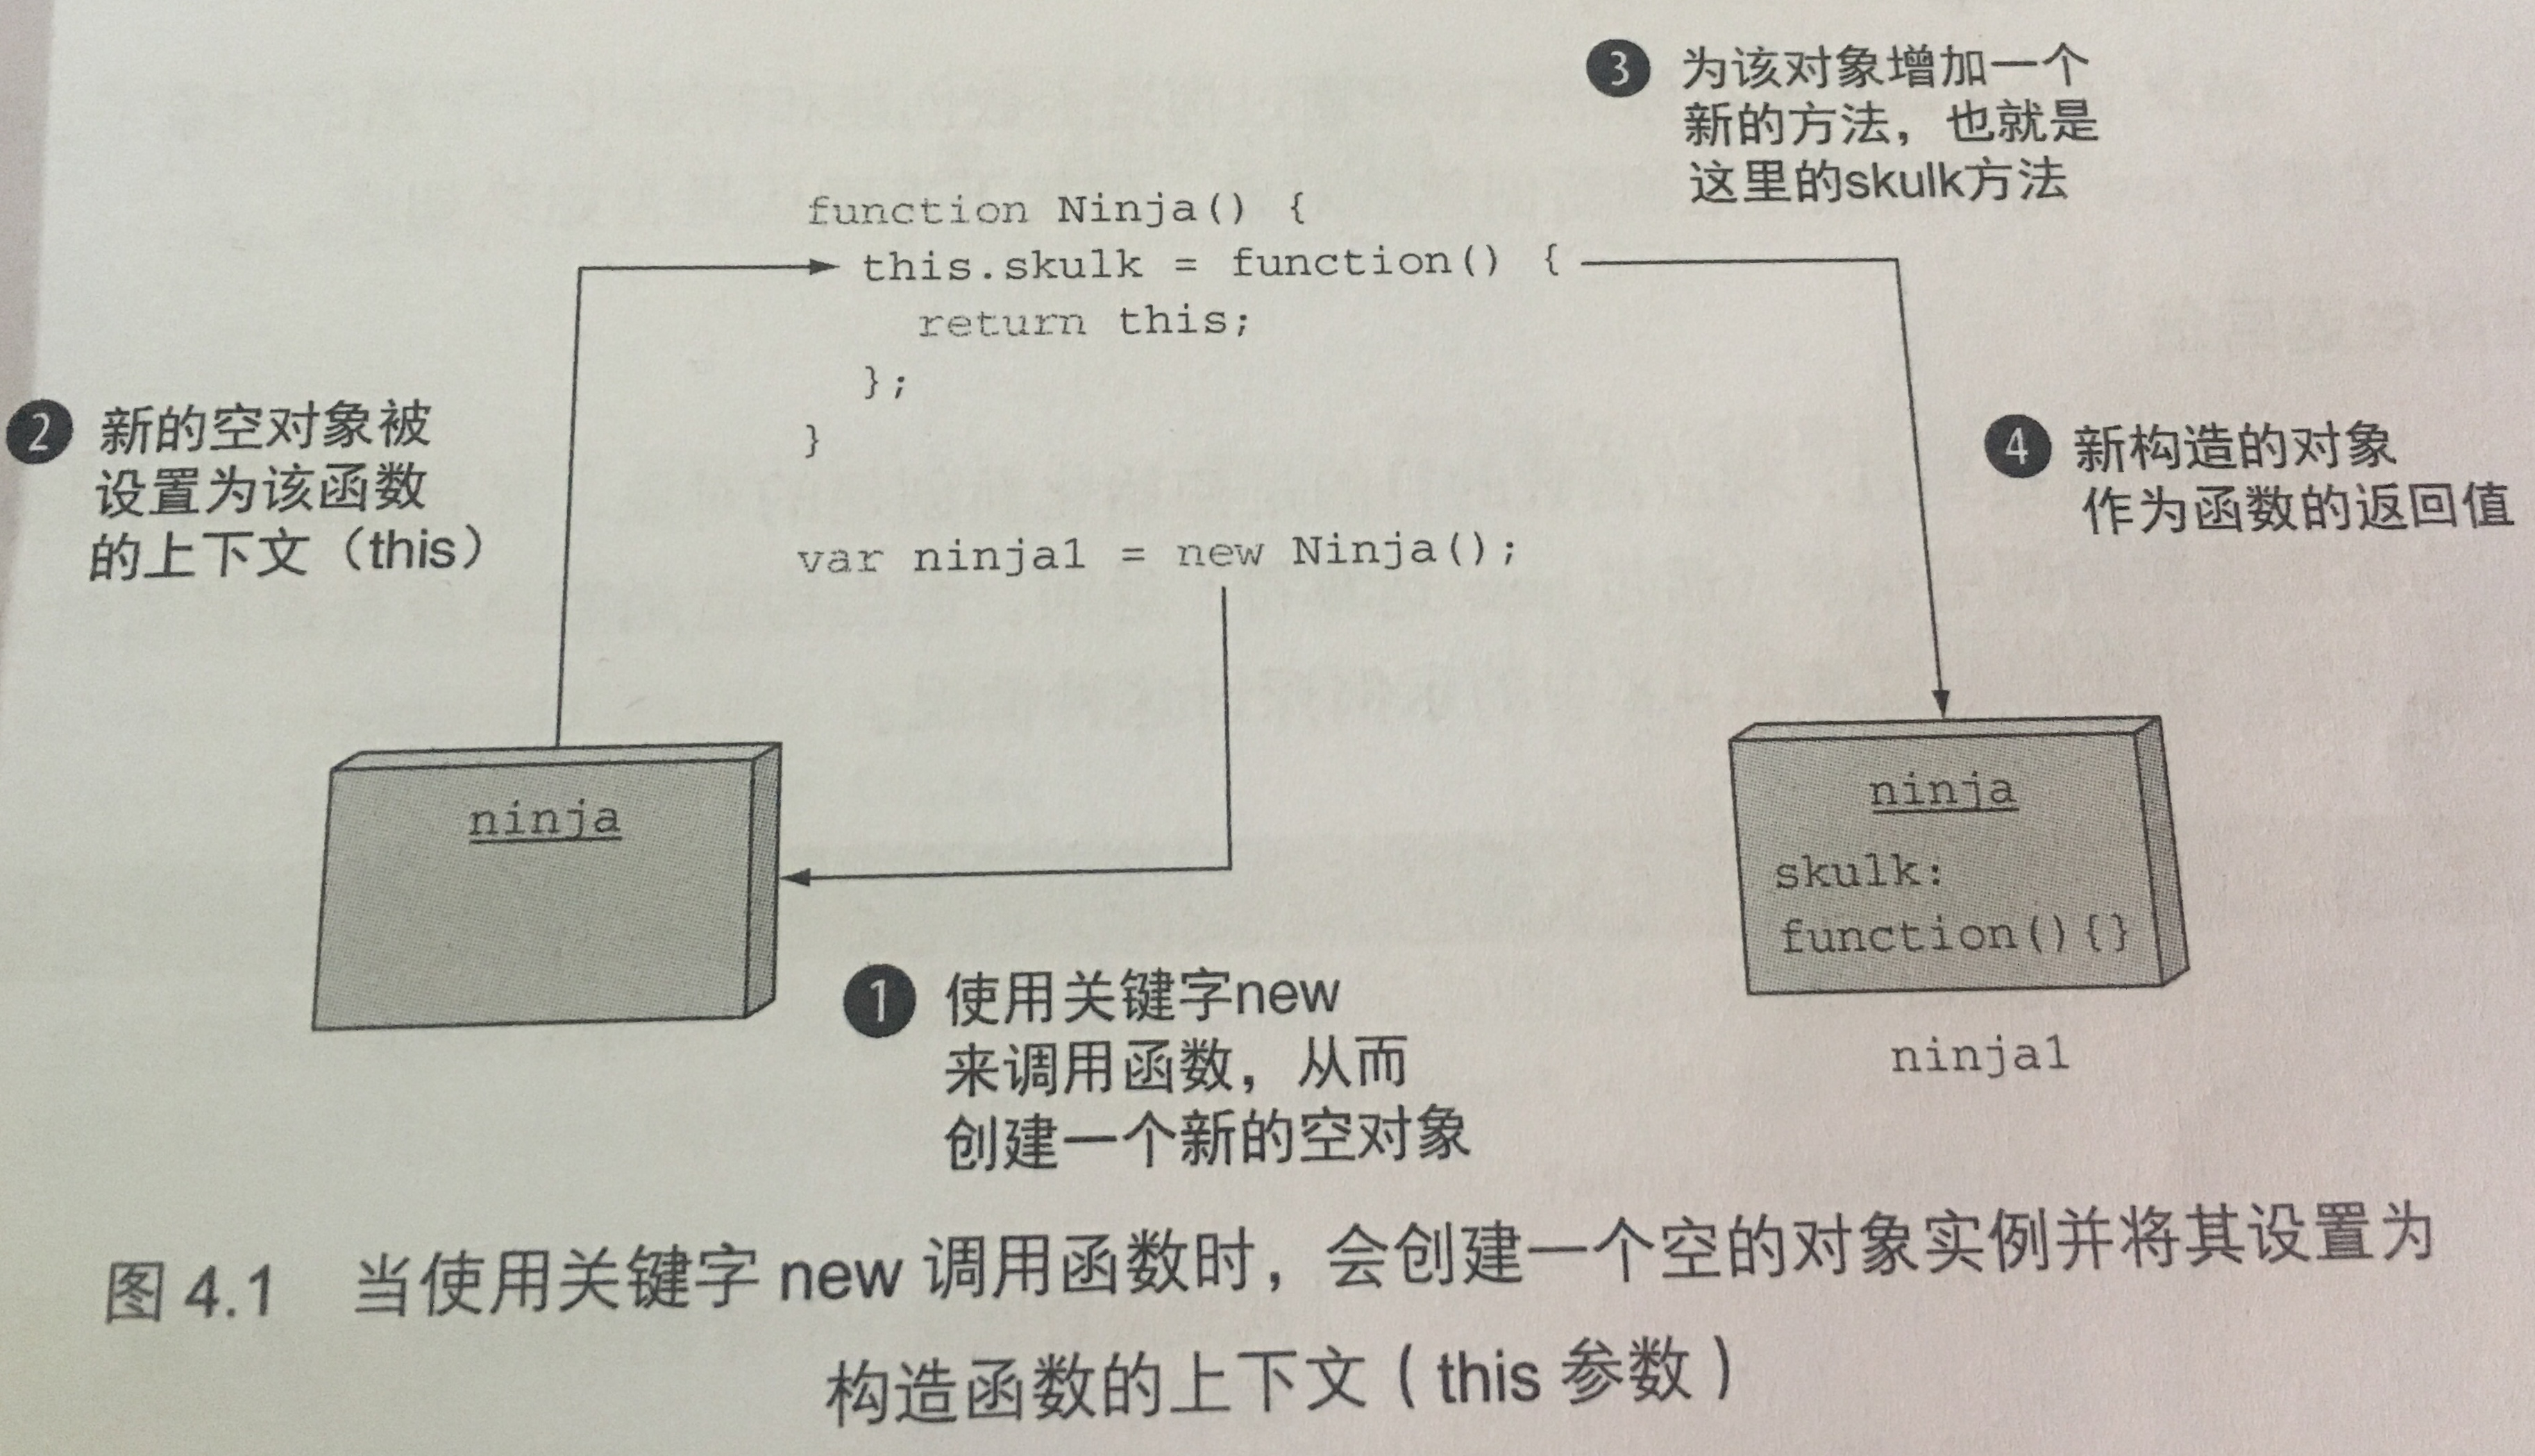 ❸ 为该对象增加一个
新的方法，也就是
这里的skulk方法
function Ninja() {
this.skulk = function() {
return this;
};
}
❷ 新的空对象被
设置为该函数
的上下文（this）
❹ 新构造的对象
作为函数的返回值
var ninja1 = new Ninja();
ninja
ninja
skulk:
function(){}
ninja1
❶ 使用关键字new
来调用函数，从而
创建一个新的空对象
图 4.1 当使用关键字 new 调用函数时，会创建一个空的对象实例并将其设置为
构造函数的上下文（this 参数）